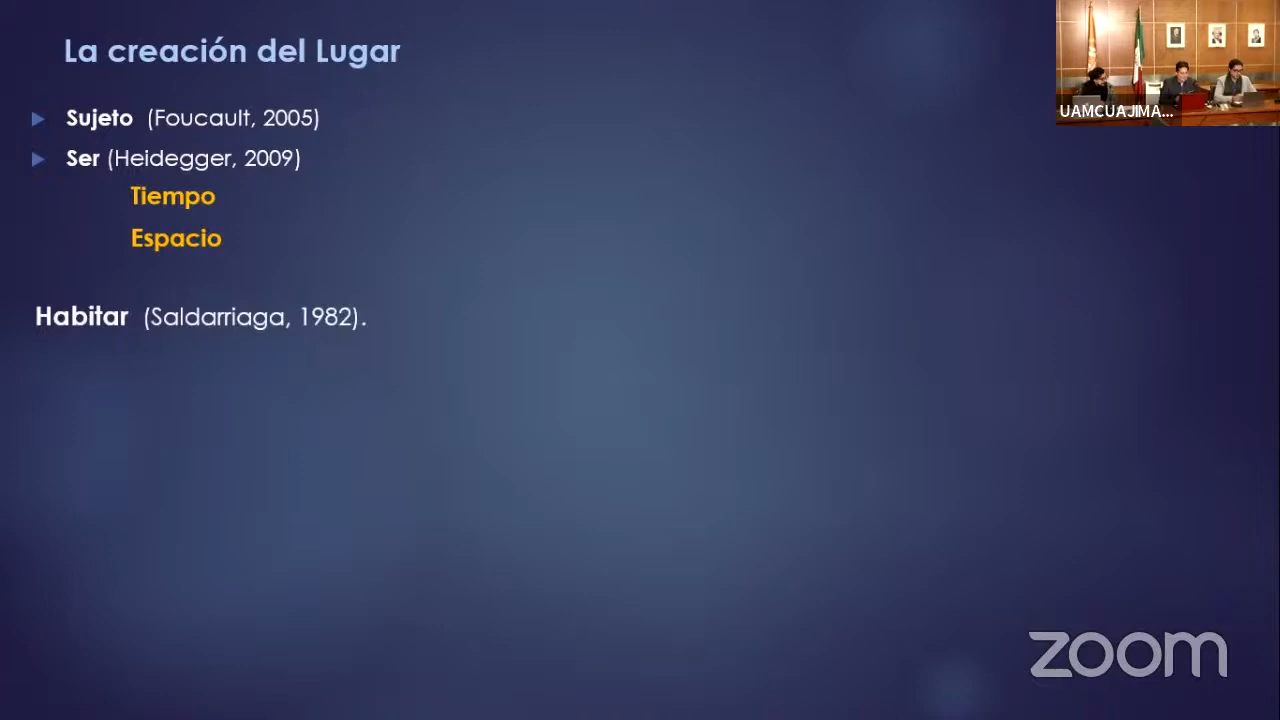 La creación del Lugar
Sujeto (Foucault, 2005)
Ser (Heidegger, 2009)
Tiempo
Espacio
Habitar (Saldarriaga, 1982).
UAMCUAJIMA...
zoom